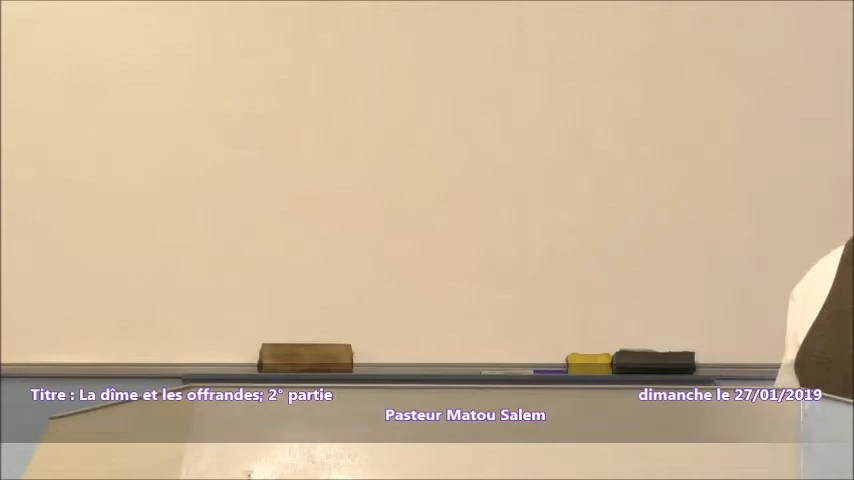 Titre : La dîme et les offrandes; 2° partie
dimanche le 27/01/2019
Pasteur Matou Salem